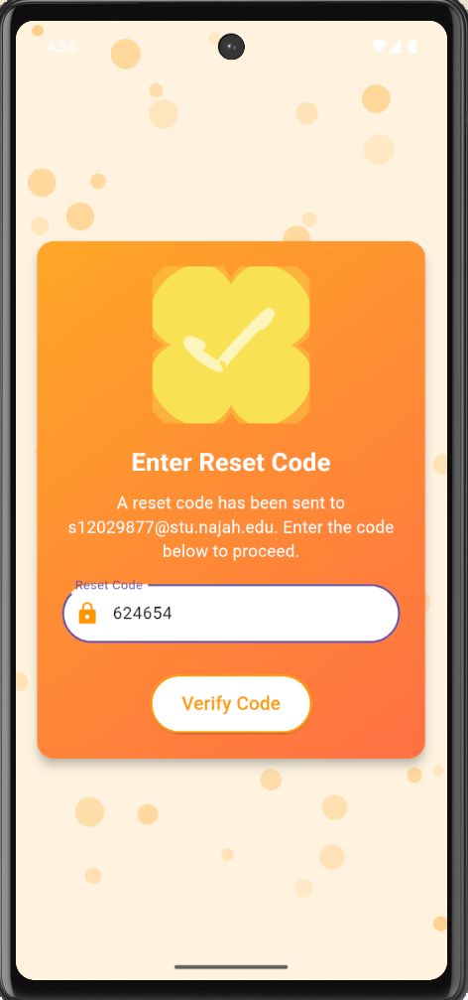 4:35
Enter Reset Code
A reset code has been sent to
s12029877@stu.najah.edu. Enter the code
below to proceed.
Reset Code
624654
Verify Code